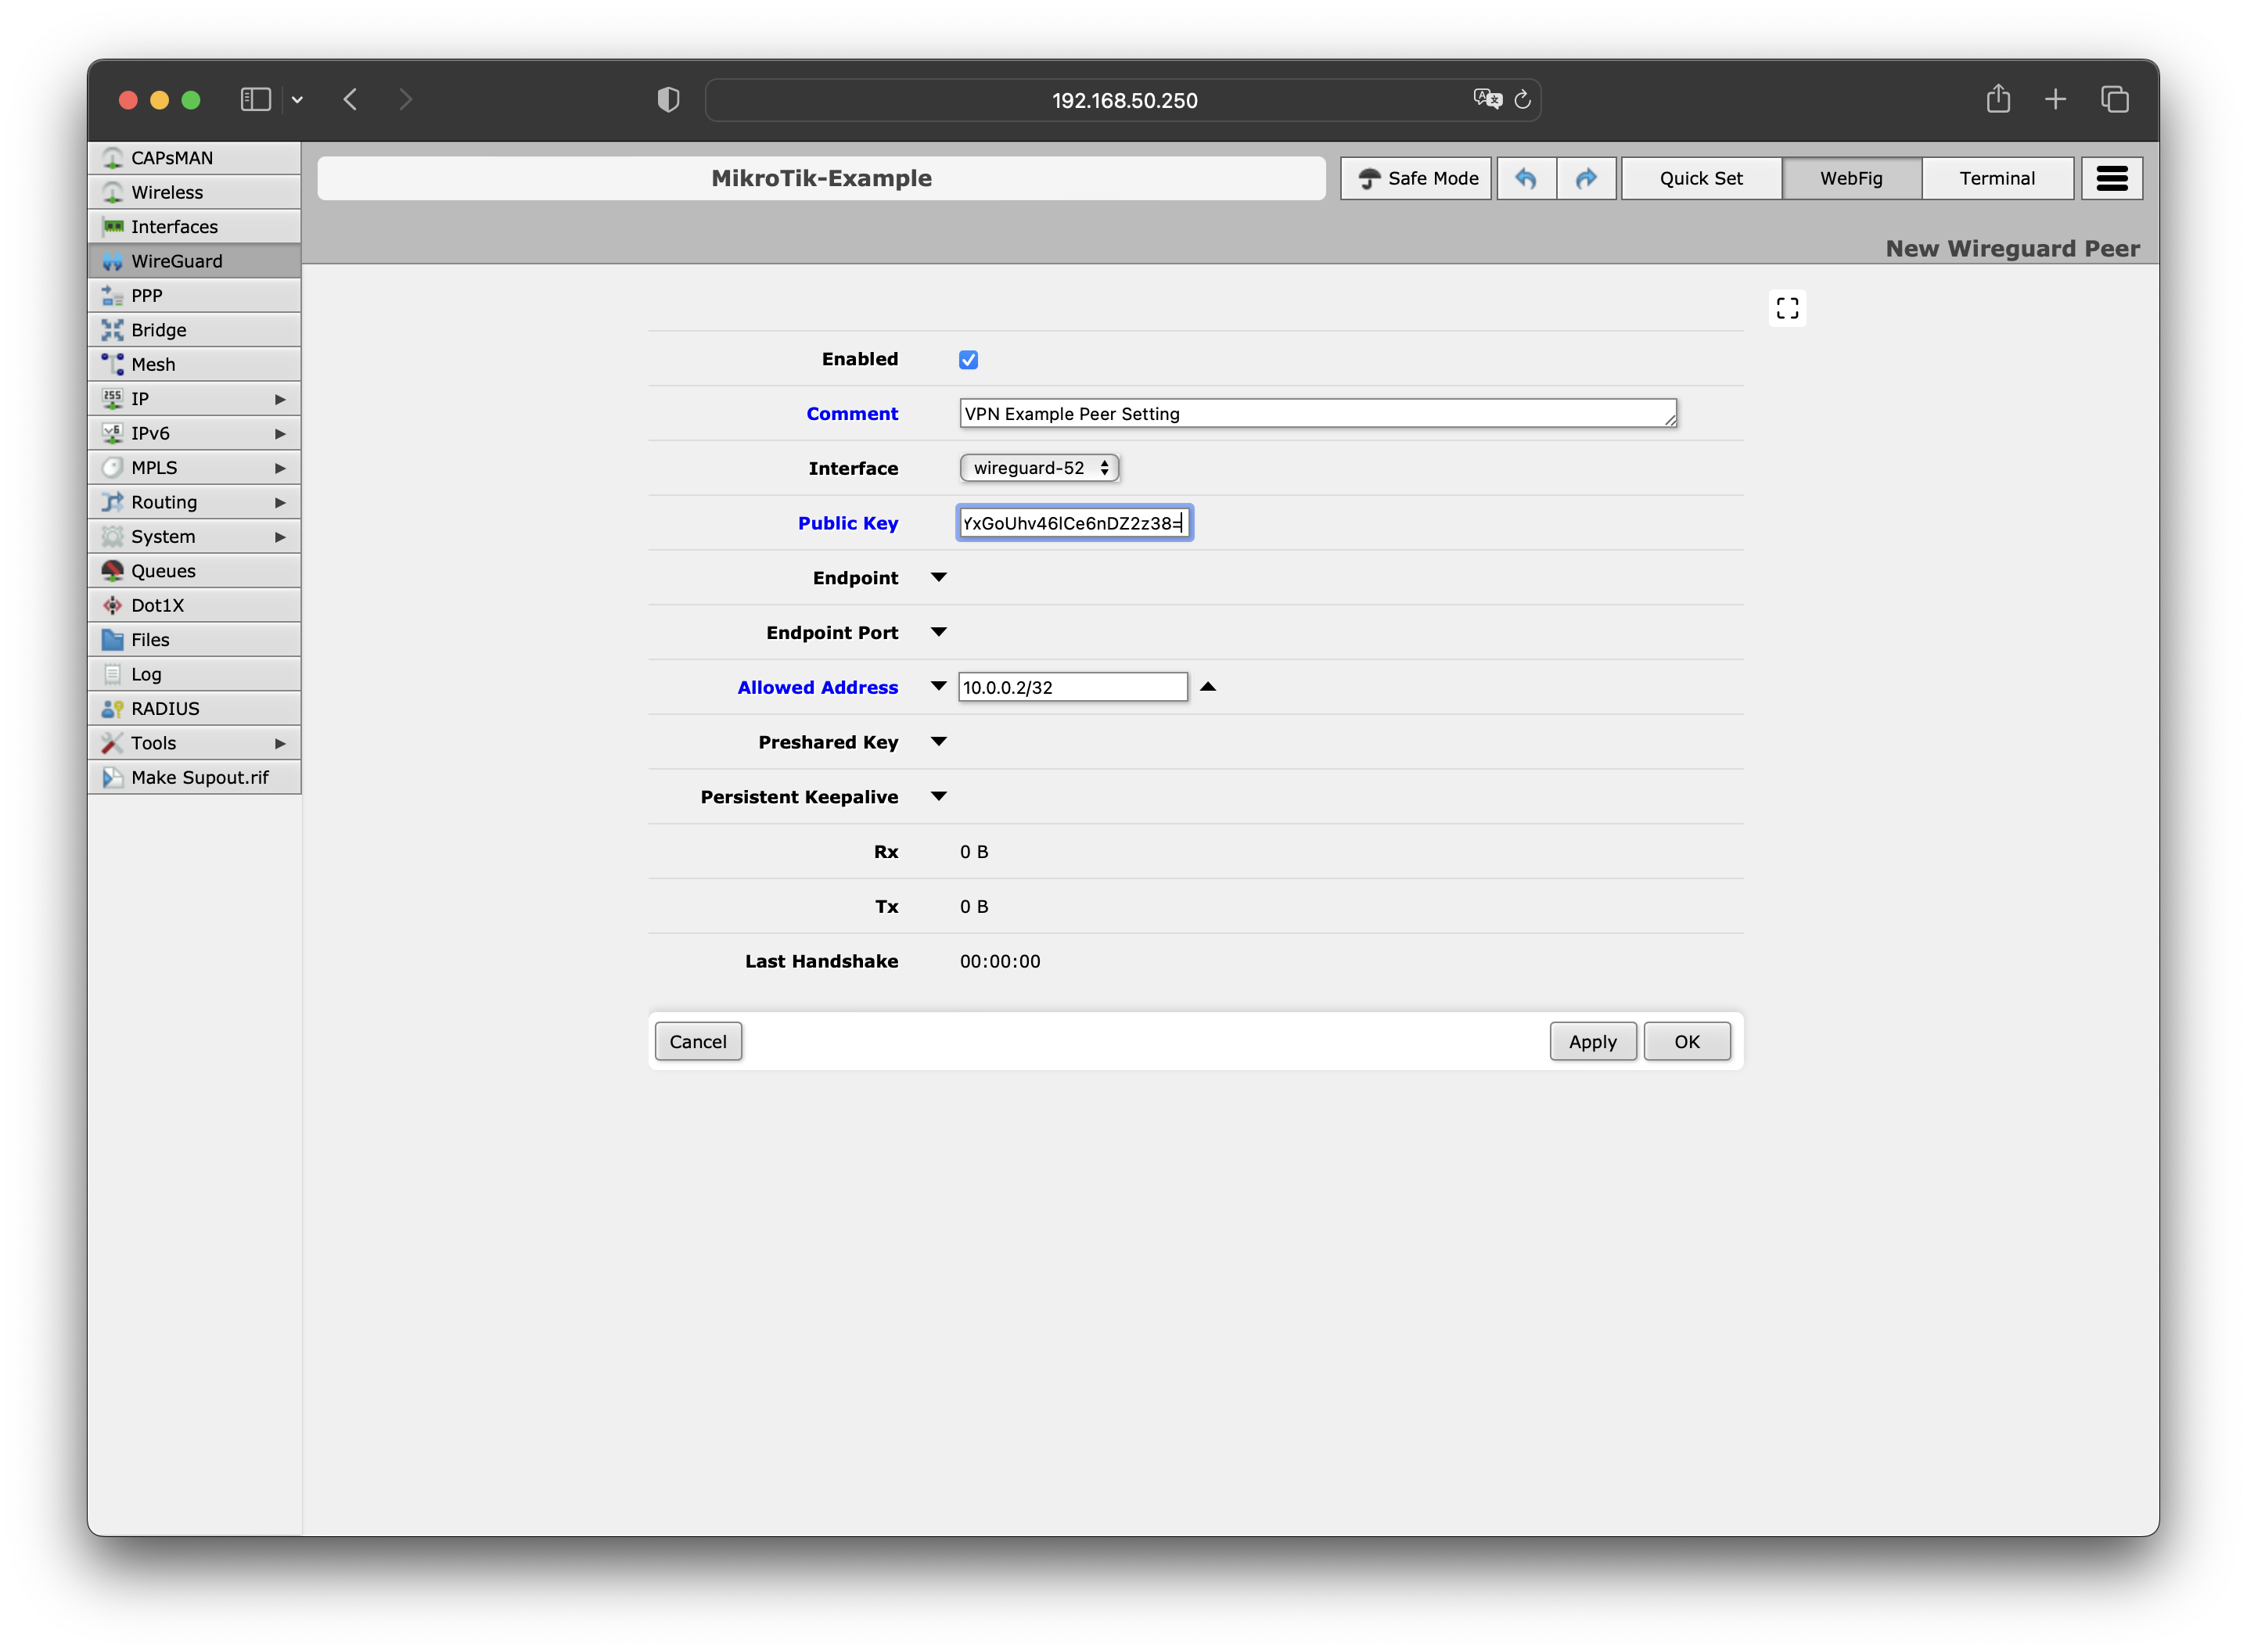 192.168.50.250
CAPsMAN
Wireless
Interfaces
WireGuard
PPP
Bridge
Mesh
IP
IPv6
MPLS
Routing
System
Queues
Dot1X
Files
Log
RADIUS
Tools
Make Supout.rif
MikroTik-Example
Safe Mode
Quick Set
WebFig
Terminal
New Wireguard Peer
Enabled
Comment VPN Example Peer Setting
Interface wireguard-52
Public Key YxGoUhv46lCe6nDZ2z38=
Endpoint
Endpoint Port
Allowed Address 10.0.0.2/32
Preshared Key
Persistent Keepalive
Rx 0 B
Tx 0 B
Last Handshake 00:00:00
Cancel
Apply
OK